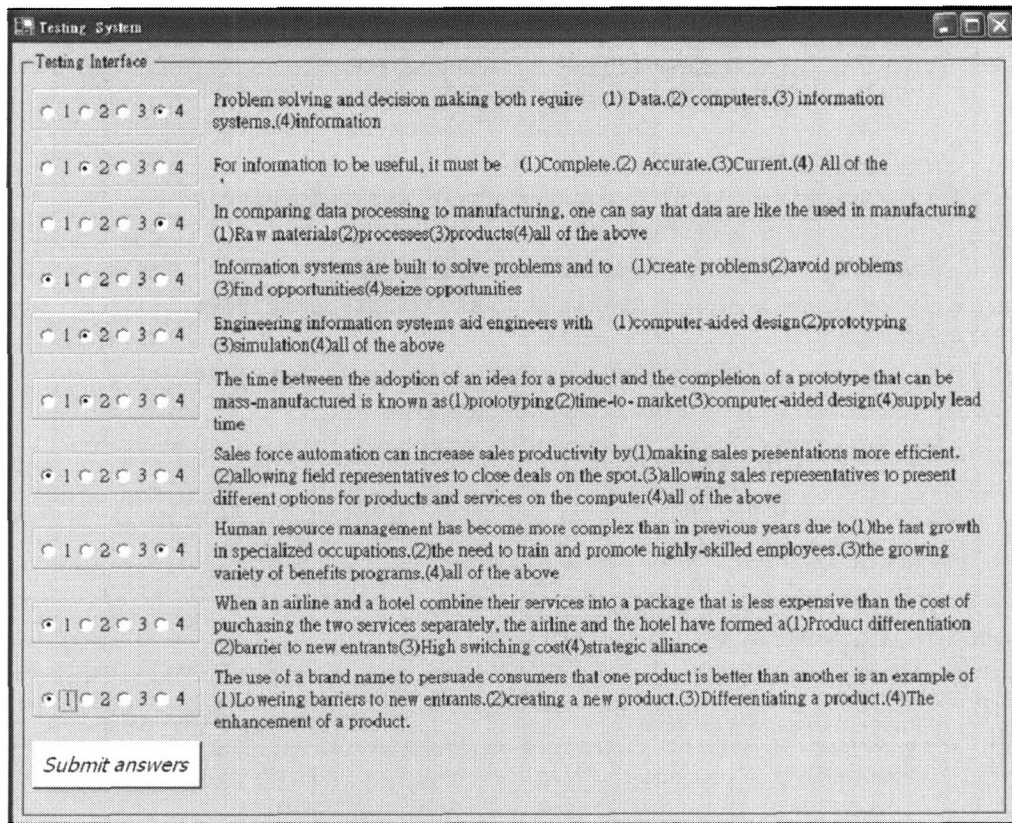 Testing System
Testing Interface
1 2 3 4 Problem solving and decision making both require (1) Data.(2) computers.(3) information
systems.(4)information
1 2 3 4 For information to be useful, it must be (1)Complete.(2) Accurate.(3)Current.(4) All of the
In comparing data processing to manufacturing, one can say that data are like the used in manufacturing
1 2 3 4 (1)Raw materials(2)processes(3)products(4)all of the above
1 2 3 4 Information systems are built to solve problems and to (1)create problems(2)avoid problems
(3)find opportunities(4)seize opportunities
1 2 3 4 Engineering information systems aid engineers with (1)computer-aided design(2)prototyping
(3)simulation(4)all of the above
The time between the adoption of an idea for a product and the completion of a prototype that can be
1 2 3 4 mass-manufactured is known as(1)prototyping(2)time-to- market(3)computer-aided design(4)supply lead
time
Sales force automation can increase sales productivity by(1)making sales presentations more efficient.
1 2 3 4 (2)allowing field representatives to close deals on the spot.(3)allowing sales representatives to present
different options for products and services on the computer(4)all of the above
Human resource management has become more complex than in previous years due to(1)the fast growth
1 2 3 4 in specialized occupations.(2)the need to train and promote highly-skilled employees.(3)the growing
variety of benefits programs.(4)all of the above
When an airline and a hotel combine their services into a package that is less expensive than the cost of
1 2 3 4 purchasing the two services separately, the airline and the hotel have formed a(1)Product differentiation
(2)barrier to new entrants(3)High switching cost(4)strategic alliance
The use of a brand name to persuade consumers that one product is better than another is an example of
1 2 3 4 (1)Lowering barriers to new entrants.(2)creating a new product.(3)Differentiating a product.(4)The
enhancement of a product.
Submit answers